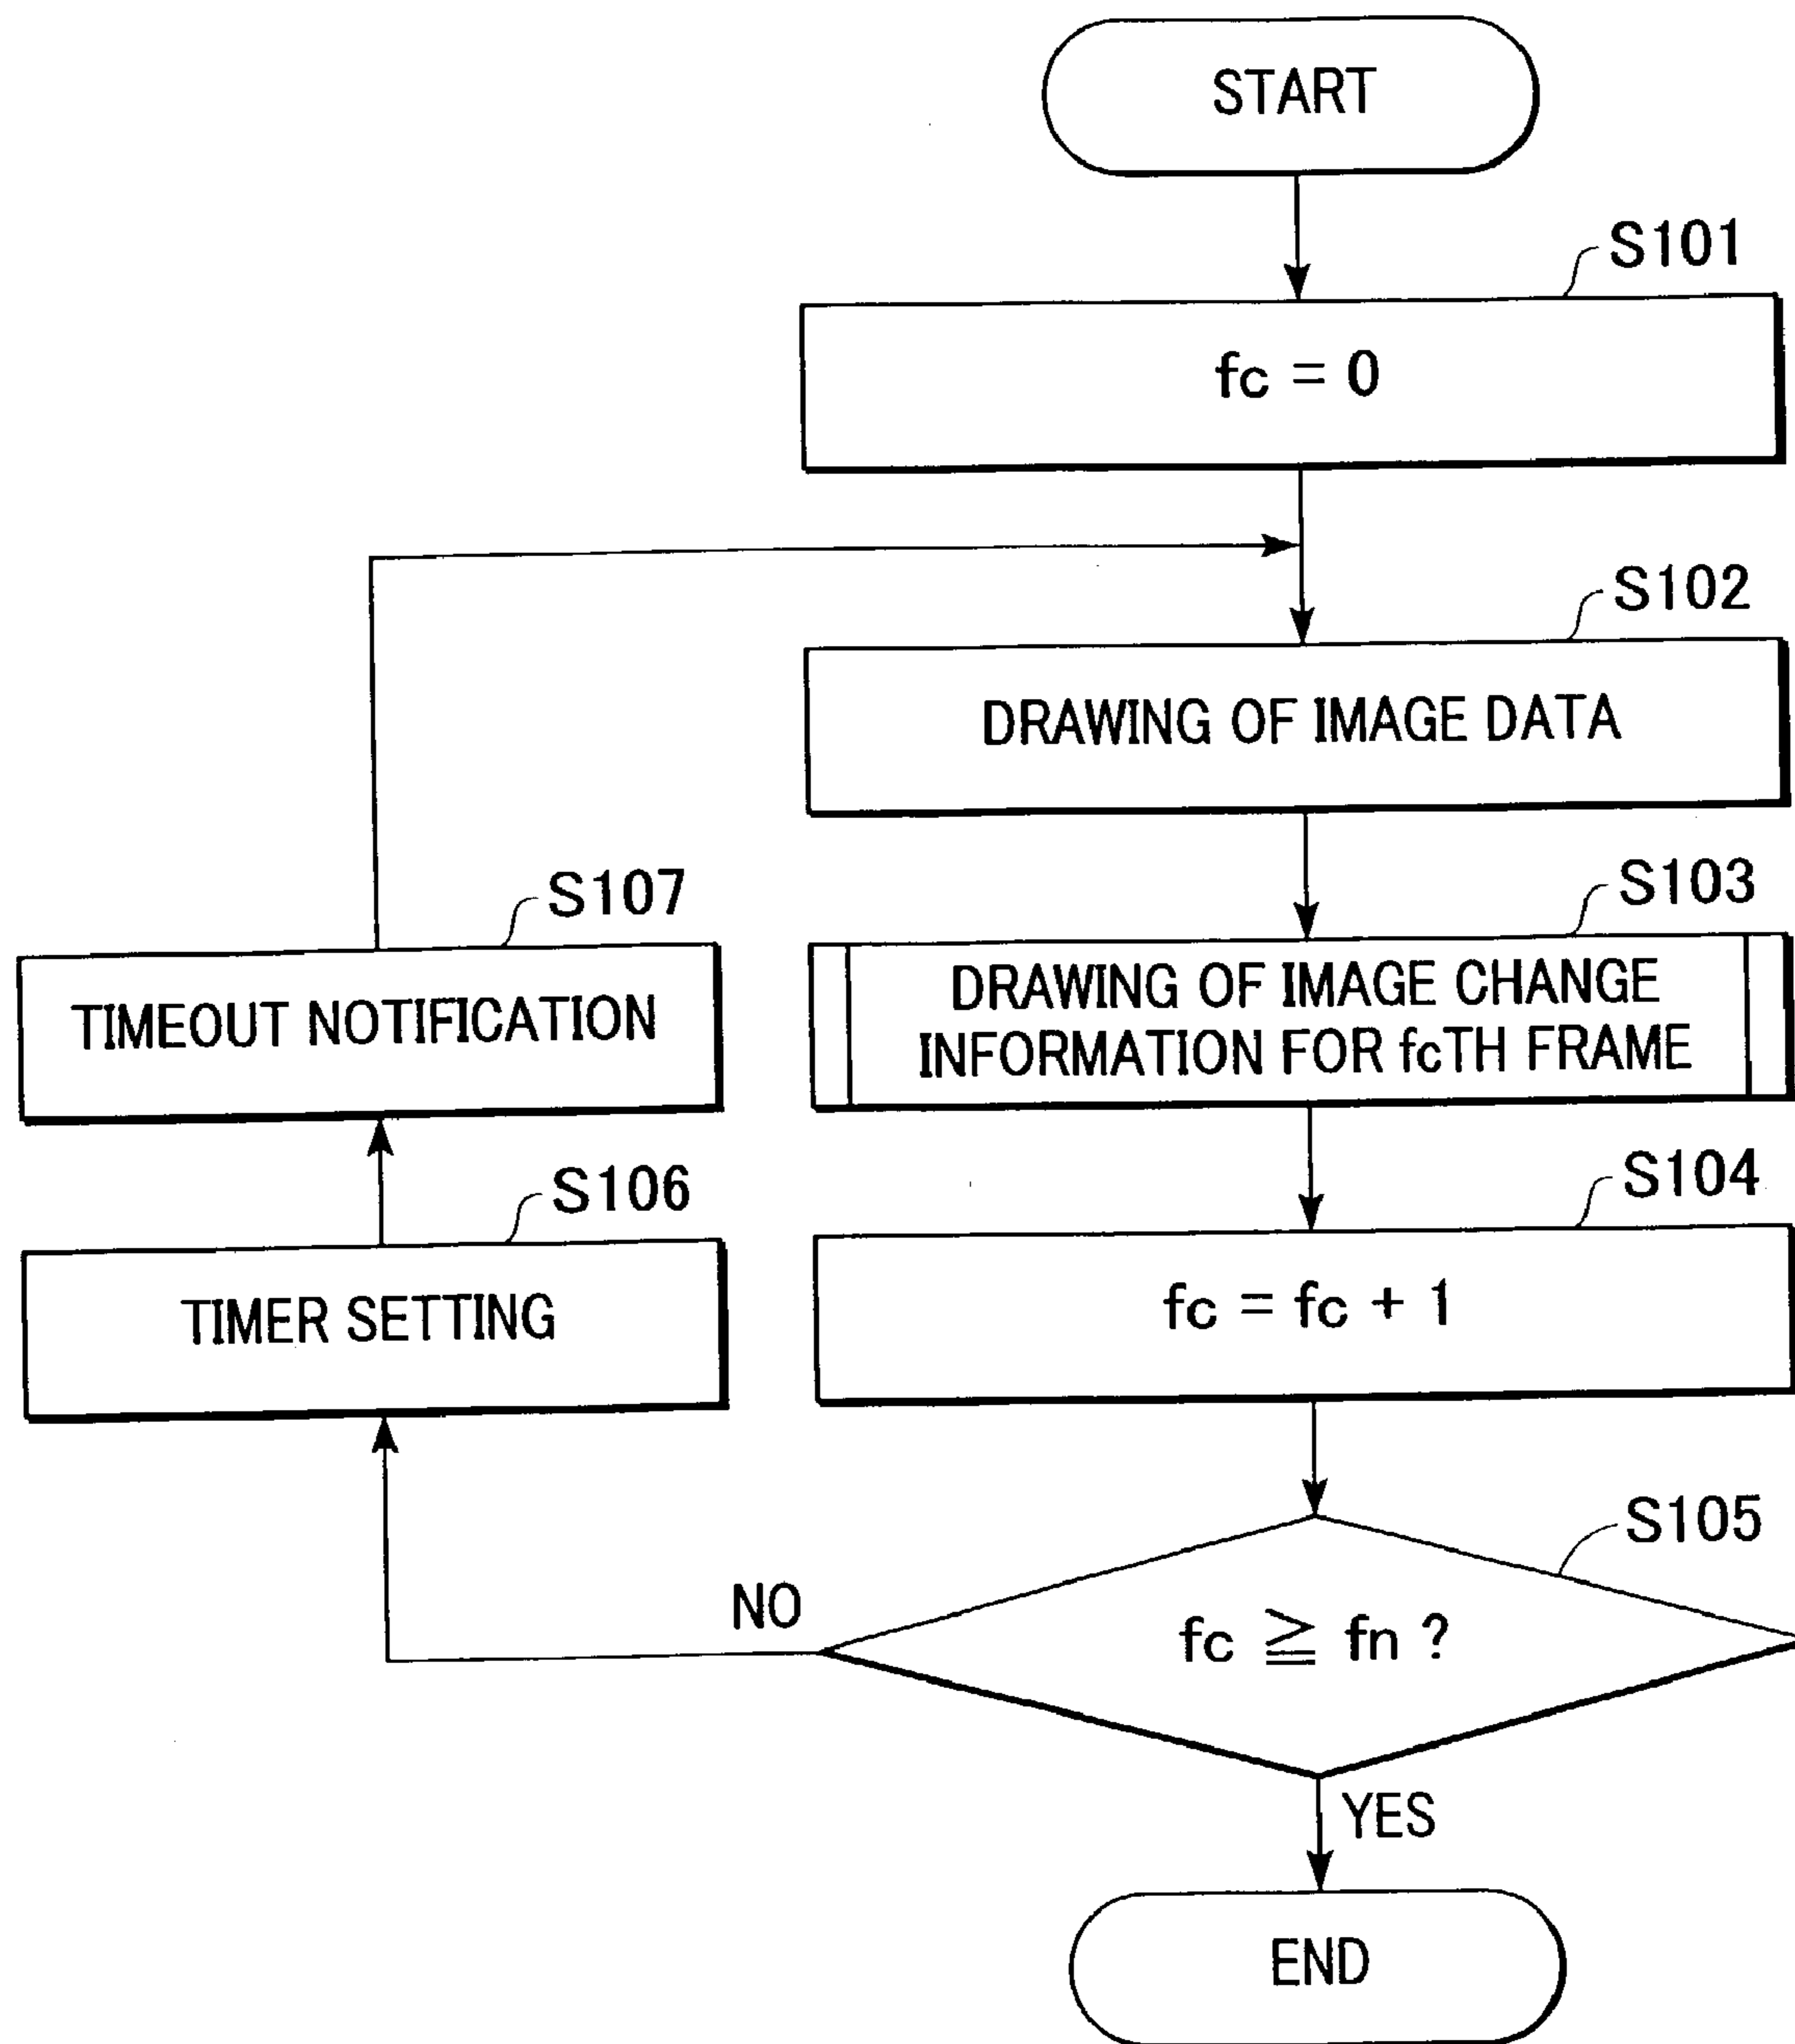 START
S101
fc = 0
S102
DRAWING OF IMAGE DATA
S103
DRAWING OF IMAGE CHANGE
INFORMATION FOR fcTH FRAME
S107
TIMEOUT NOTIFICATION
S104
fc = fc + 1
S106
TIMER SETTING
S105
fc ≧ fn ?
NO
YES
END